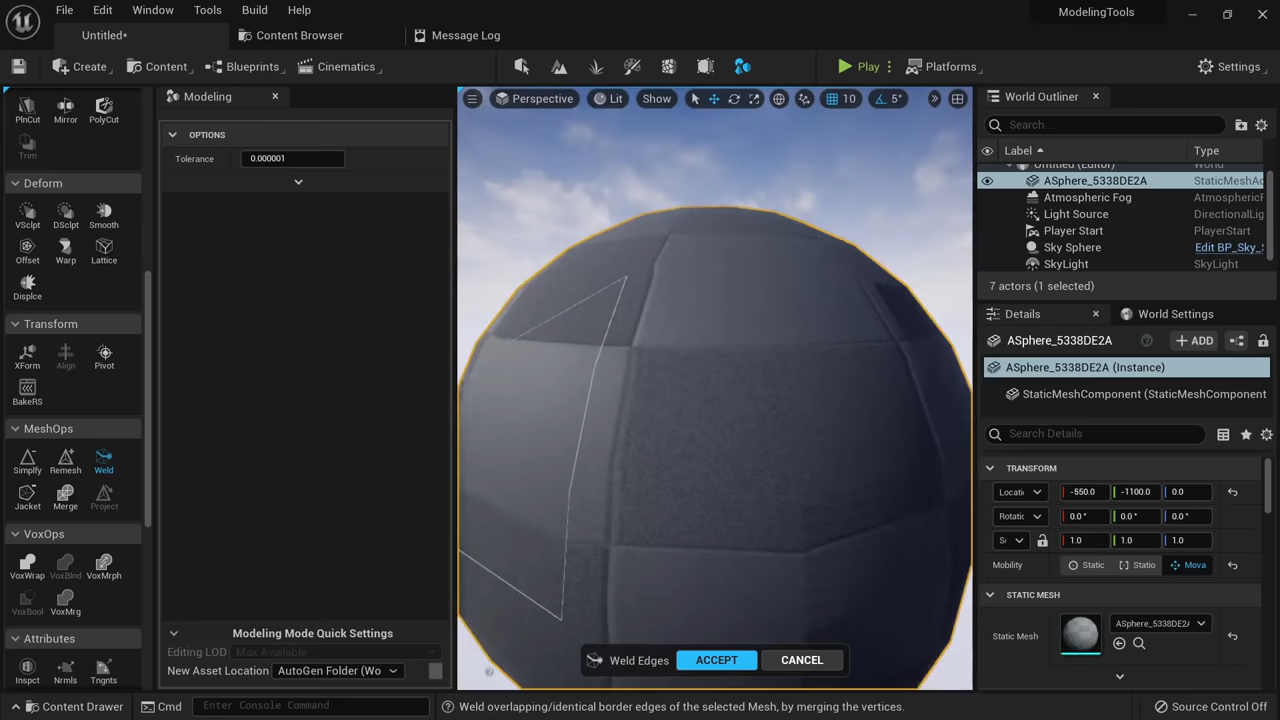 File Edit Window Tools Build Help
ModelingTools
Untitled* Content Browser Message Log
Create Content Blueprints Cinematics Play Platforms Settings
PlnCut Mirror PolyCut
Trim
Deform
VSclpt DSclpt Smooth
Offset Warp Lattice
Displce
Transform
XForm Align Pivot
BakeRS
MeshOps
Simplfy Remesh Weld
Jacket Merge Project
VoxOps
VoxWrap VoxBlnd VoxMrph
VoxBool VoxMrg
Attributes
Inspct Nrmls Tngnts
Modeling
OPTIONS
Tolerance 0.000001
Modeling Mode Quick Settings
Editing LOD Max Available
New Asset Location AutoGen Folder (Wo
Perspective Lit Show 10 5°
Weld Edges ACCEPT CANCEL
World Outliner
Search...
Label Type
Untitled (Editor) World
ASphere_5338DE2A StaticMeshAc
Atmospheric Fog AtmosphericF
Light Source DirectionalLig
Player Start PlayerStart
Sky Sphere Edit BP_Sky_S
SkyLight SkyLight
7 actors (1 selected)
Details World Settings
ASphere_5338DE2A ADD
ASphere_5338DE2A (Instance)
StaticMeshComponent (StaticMeshComponent
Search Details
TRANSFORM
Locati -550.0 -1100.0 0.0
Rotatic 0.0° 0.0° 0.0°
1.0 1.0 1.0
Mobility Static Statio Mova
STATIC MESH
Static Mesh ASphere_5338DE2A
Content Drawer Cmd Enter Console Command Weld overlapping/identical border edges of the selected Mesh, by merging the vertices. Source Control Off